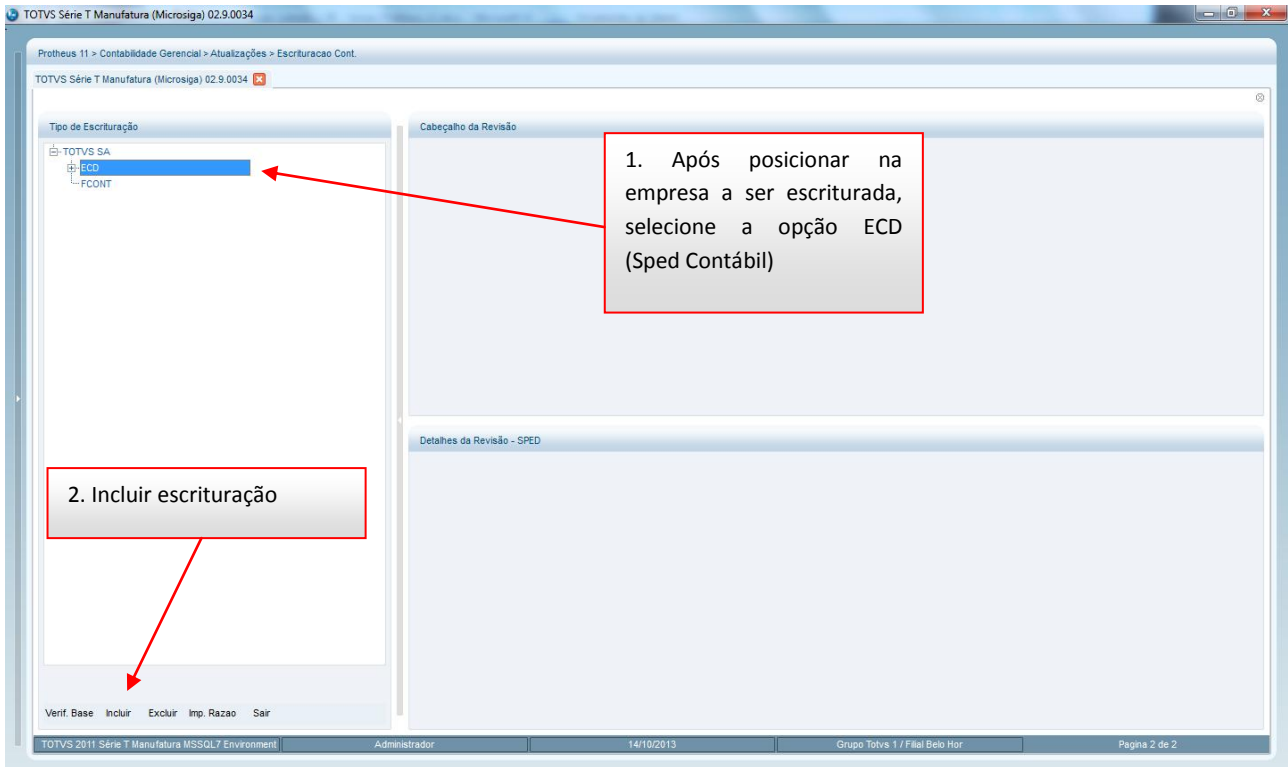 TOTVS Série T Manufatura (Microsiga) 02.9.0034
Protheus 11 > Contabilidade Gerencial > Atualizações > Escrituracao Cont.
TOTVS Série T Manufatura (Microsiga) 02.9.0034
Tipo de Escrituração
Cabeçalho da Revisão
TOTVS SA
ECD
FCONT
1. Após posicionar na
empresa a ser escriturada,
selecione a opção ECD
(Sped Contábil)
Detalhes da Revisão - SPED
2. Incluir escrituração
Verif. Base Incluir Excluir Imp. Razao Sair
TOTVS 2011 Série T Manufatura MSSQL7 Environment Administrador 14/10/2013 Grupo Totvs 1 / Filial Belo Hor Pagina 2 de 2